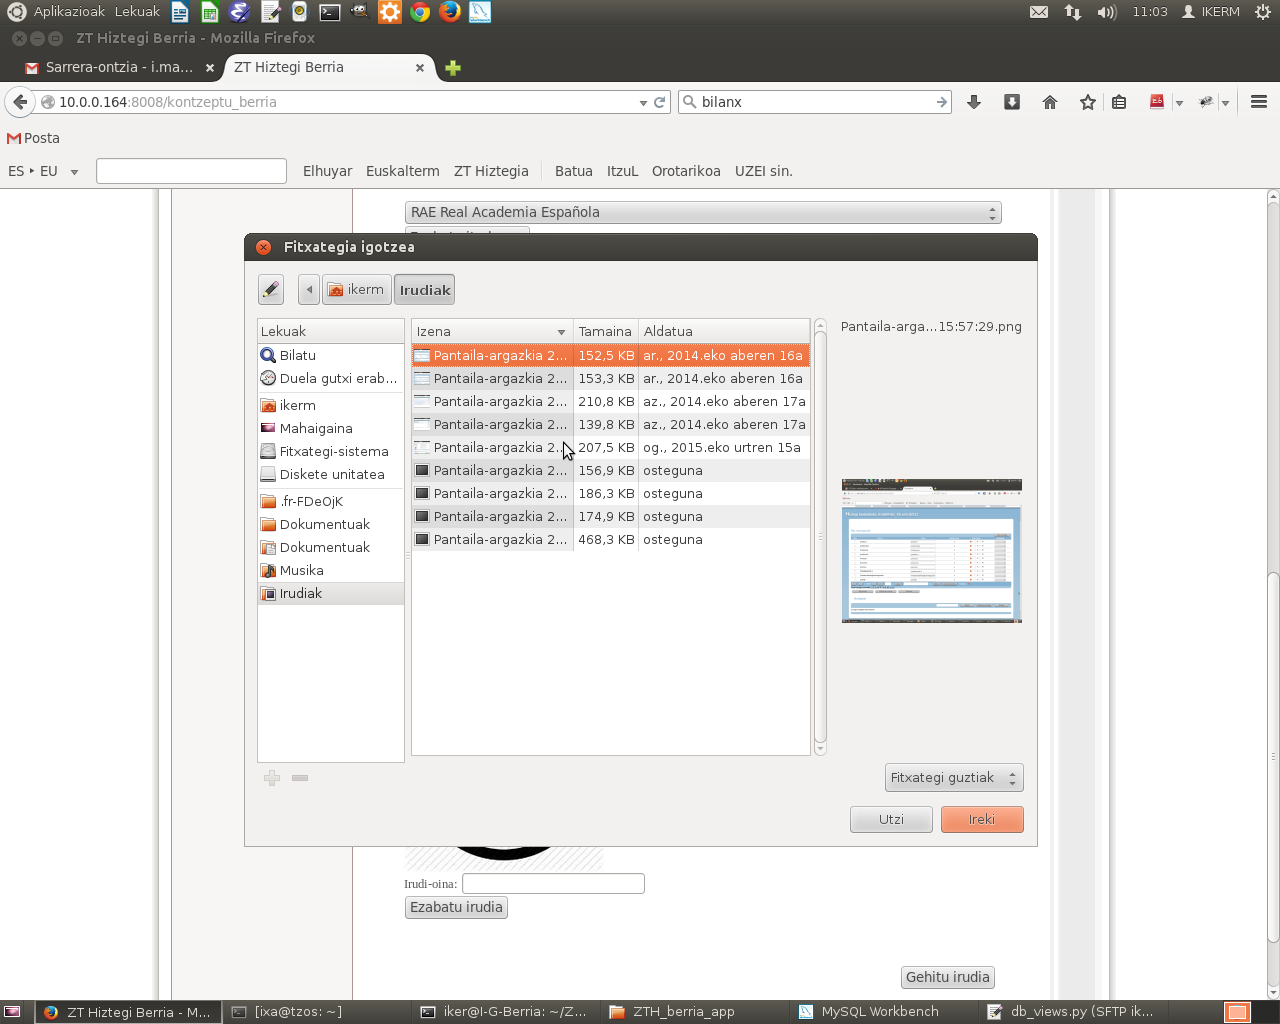 Aplikazioak Lekuak 11:03 IKERM
ZT Hiztegi Berria - Mozilla Firefox
Sarrera-ontzia - i.ma... ZT Hiztegi Berria
10.0.0.164:8008/kontzeptu_berria bilanx
Posta
ES ▸ EU Elhuyar Euskalterm ZT Hiztegia Batua ItzuL Orotarikoa UZEI sin.
RAE Real Academia Española
Fitxategia igotzea
ikerm Irudiak
Lekuak
Bilatu
Duela gutxi erab...
ikerm
Mahaigaina
Fitxategi-sistema
Diskete unitatea
.fr-FDeOjK
Dokumentuak
Dokumentuak
Musika
Irudiak
Izena Tamaina Aldatua
Pantaila-argazkia 2... 152,5 KB ar., 2014.eko aberen 16a
Pantaila-argazkia 2... 153,3 KB ar., 2014.eko aberen 16a
Pantaila-argazkia 2... 210,8 KB az., 2014.eko aberen 17a
Pantaila-argazkia 2... 139,8 KB az., 2014.eko aberen 17a
Pantaila-argazkia 2... 207,5 KB og., 2015.eko urtren 15a
Pantaila-argazkia 2... 156,9 KB osteguna
Pantaila-argazkia 2... 186,3 KB osteguna
Pantaila-argazkia 2... 174,9 KB osteguna
Pantaila-argazkia 2... 468,3 KB osteguna
Pantaila-arga...15:57:29.png
Fitxategi guztiak
Utzi Ireki
Irudi-oina:
Ezabatu irudia
Gehitu irudia
ZT Hiztegi Berria - M... [ixa@tzos: ~] iker@I-G-Berria: ~/Z... ZTH_berria_app MySQL Workbench db_views.py (SFTP ik...